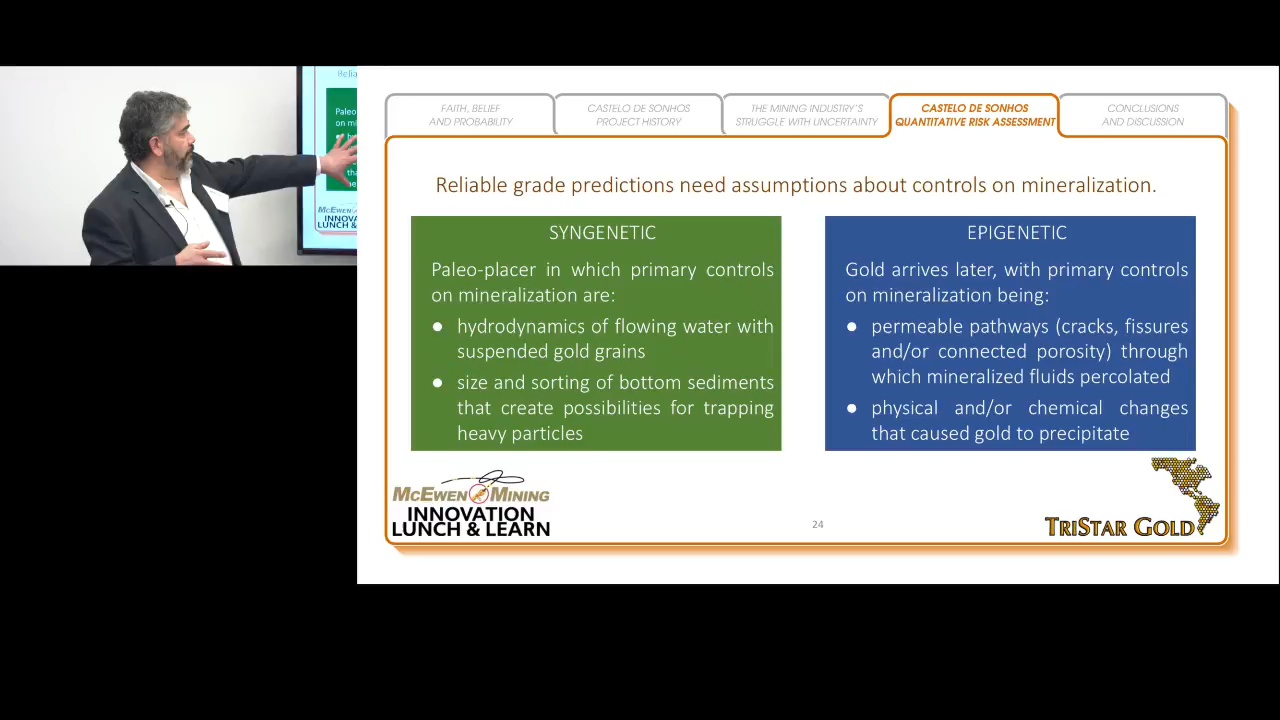 FAITH, BELIEF
AND PROBABILITY
CASTELO DE SONHOS
PROJECT HISTORY
THE MINING INDUSTRY'S
STRUGGLE WITH UNCERTAINTY
CASTELO DE SONHOS
QUANTITATIVE RISK ASSESSMENT
CONCLUSIONS
AND DISCUSSION
Reliable grade predictions need assumptions about controls on mineralization.
SYNGENETIC
Paleo-placer in which primary controls
on mineralization are:
● hydrodynamics of flowing water with
suspended gold grains
● size and sorting of bottom sediments
that create possibilities for trapping
heavy particles
EPIGENETIC
Gold arrives later, with primary controls
on mineralization being:
● permeable pathways (cracks, fissures
and/or connected porosity) through
which mineralized fluids percolated
● physical and/or chemical changes
that caused gold to precipitate
MCEWEN MINING
INNOVATION
LUNCH & LEARN
24
TRISTAR GOLD
Paleo
on mi
INNOVAT
LUNCH & L